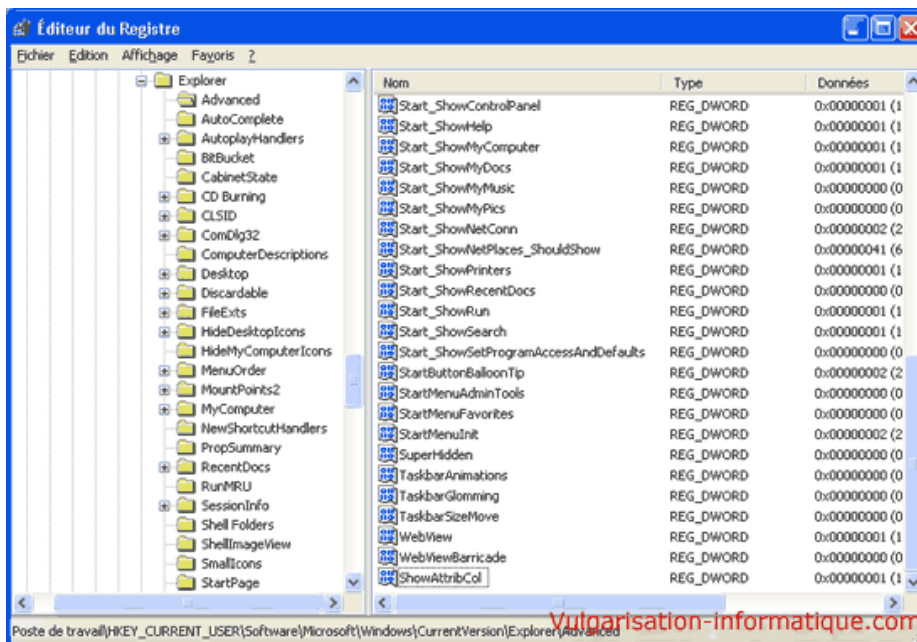 Éditeur du Registre
Fichier Edition Affichage Favoris ?
Explorer
Advanced
AutoComplete
AutoplayHandlers
BitBucket
CabinetState
CD Burning
CLSID
ComDlg32
ComputerDescriptions
Desktop
Discardable
FileExts
HideDesktopIcons
HideMyComputerIcons
MenuOrder
MountPoints2
MyComputer
NewShortcutHandlers
PropSummary
RecentDocs
RunMRU
SessionInfo
Shell Folders
ShellImageView
SmallIcons
StartPage
Nom Type Données
Start_ShowControlPanel REG_DWORD 0x00000001 (1
Start_ShowHelp REG_DWORD 0x00000001 (1
Start_ShowMyComputer REG_DWORD 0x00000001 (1
Start_ShowMyDocs REG_DWORD 0x00000001 (1
Start_ShowMyMusic REG_DWORD 0x00000000 (0
Start_ShowMyPics REG_DWORD 0x00000000 (0
Start_ShowNetConn REG_DWORD 0x00000002 (2
Start_ShowNetPlaces_ShouldShow REG_DWORD 0x00000041 (6
Start_ShowPrinters REG_DWORD 0x00000001 (1
Start_ShowRecentDocs REG_DWORD 0x00000000 (0
Start_ShowRun REG_DWORD 0x00000001 (1
Start_ShowSearch REG_DWORD 0x00000001 (1
Start_ShowSetProgramAccessAndDefaults REG_DWORD 0x00000000 (0
StartButtonBalloonTip REG_DWORD 0x00000002 (2
StartMenuAdminTools REG_DWORD 0x00000000 (0
StartMenuFavorites REG_DWORD 0x00000000 (0
StartMenuInit REG_DWORD 0x00000002 (2
SuperHidden REG_DWORD 0x00000000 (0
TaskbarAnimations REG_DWORD 0x00000000 (0
TaskbarGlomming REG_DWORD 0x00000000 (0
TaskbarSizeMove REG_DWORD 0x00000000 (0
WebView REG_DWORD 0x00000001 (1
WebViewBarricade REG_DWORD 0x00000000 (0
ShowAttribCol REG_DWORD 0x00000001 (1
Poste de travail\HKEY_CURRENT_USER\Software\Microsoft\Windows\CurrentVersion\Explorer\Advanced
Vulgarisation-informatique.com